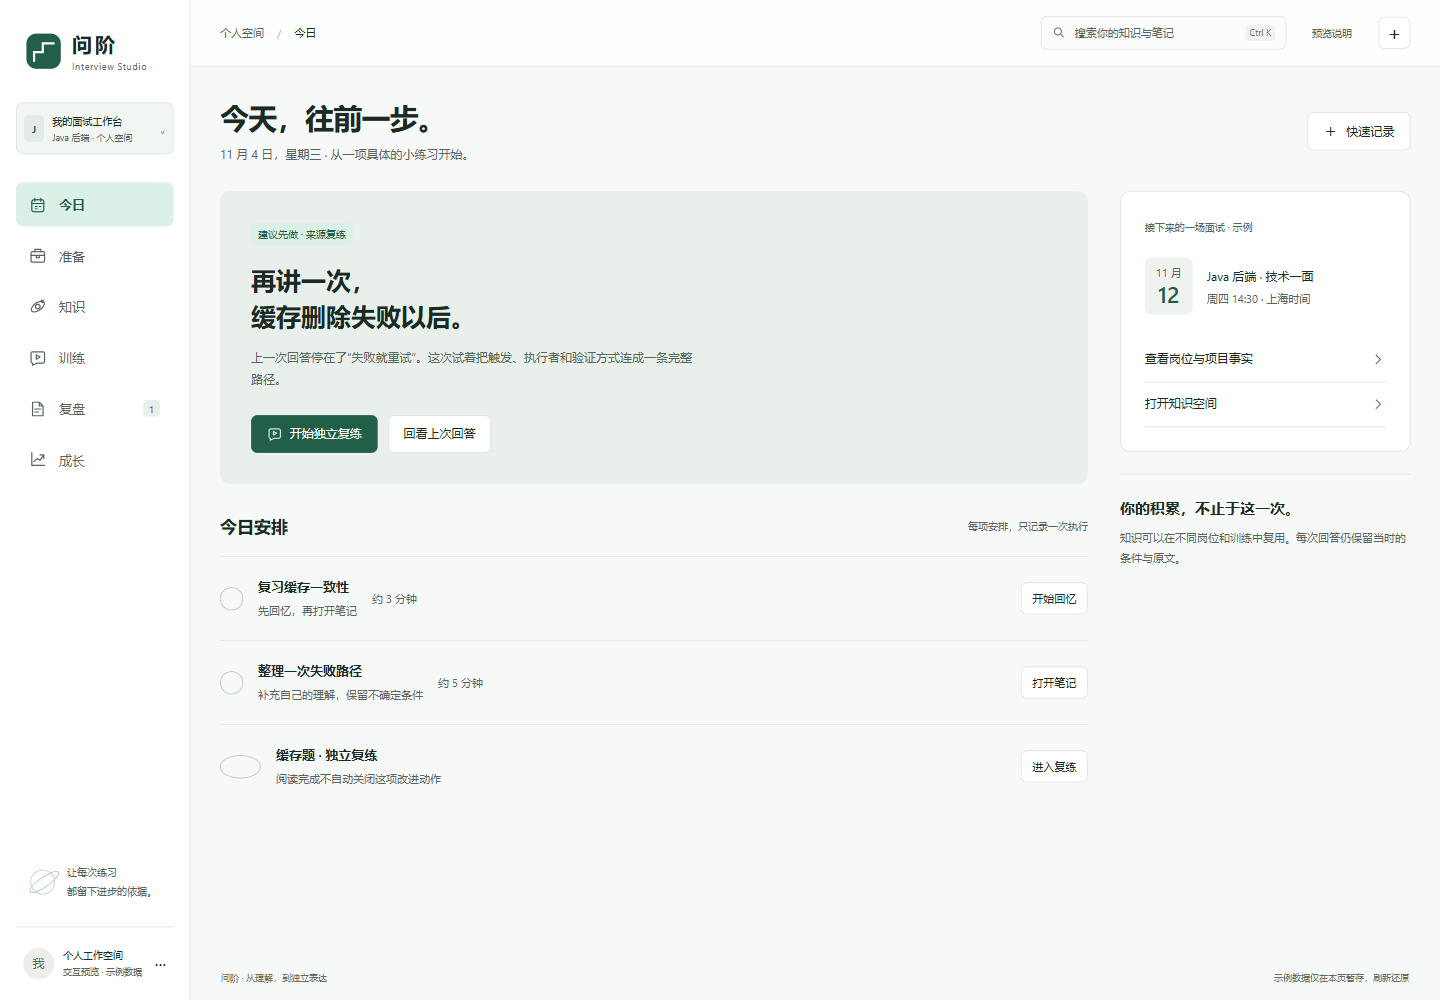 问阶
Interview Studio
J
我的面试工作台
Java 后端 · 个人空间
今日
准备
知识
训练
复盘
1
成长
让每次练习
都留下进步的依据。
我
个人工作空间
交互预览 · 示例数据
个人空间 / 今日
搜索你的知识与笔记
Ctrl K
预览说明
今天，往前一步。
11 月 4 日，星期三 · 从一项具体的小练习开始。
快速记录
建议先做 · 来源复练
再讲一次，
缓存删除失败以后。
上一次回答停在了“失败就重试”。这次试着把触发、执行者和验证方式连成一条完整
路径。
开始独立复练
回看上次回答
今日安排
每项安排，只记录一次执行
复习缓存一致性
先回忆，再打开笔记
约 3 分钟
开始回忆
整理一次失败路径
补充自己的理解，保留不确定条件
约 5 分钟
打开笔记
缓存题 · 独立复练
阅读完成不自动关闭这项改进动作
进入复练
接下来的一场面试 · 示例
11 月
12
Java 后端 · 技术一面
周四 14:30 · 上海时间
查看岗位与项目事实
打开知识空间
你的积累，不止于这一次。
知识可以在不同岗位和训练中复用。每次回答仍保留当时的
条件与原文。
问阶 · 从理解，到独立表达
示例数据仅在本页暂存，刷新还原